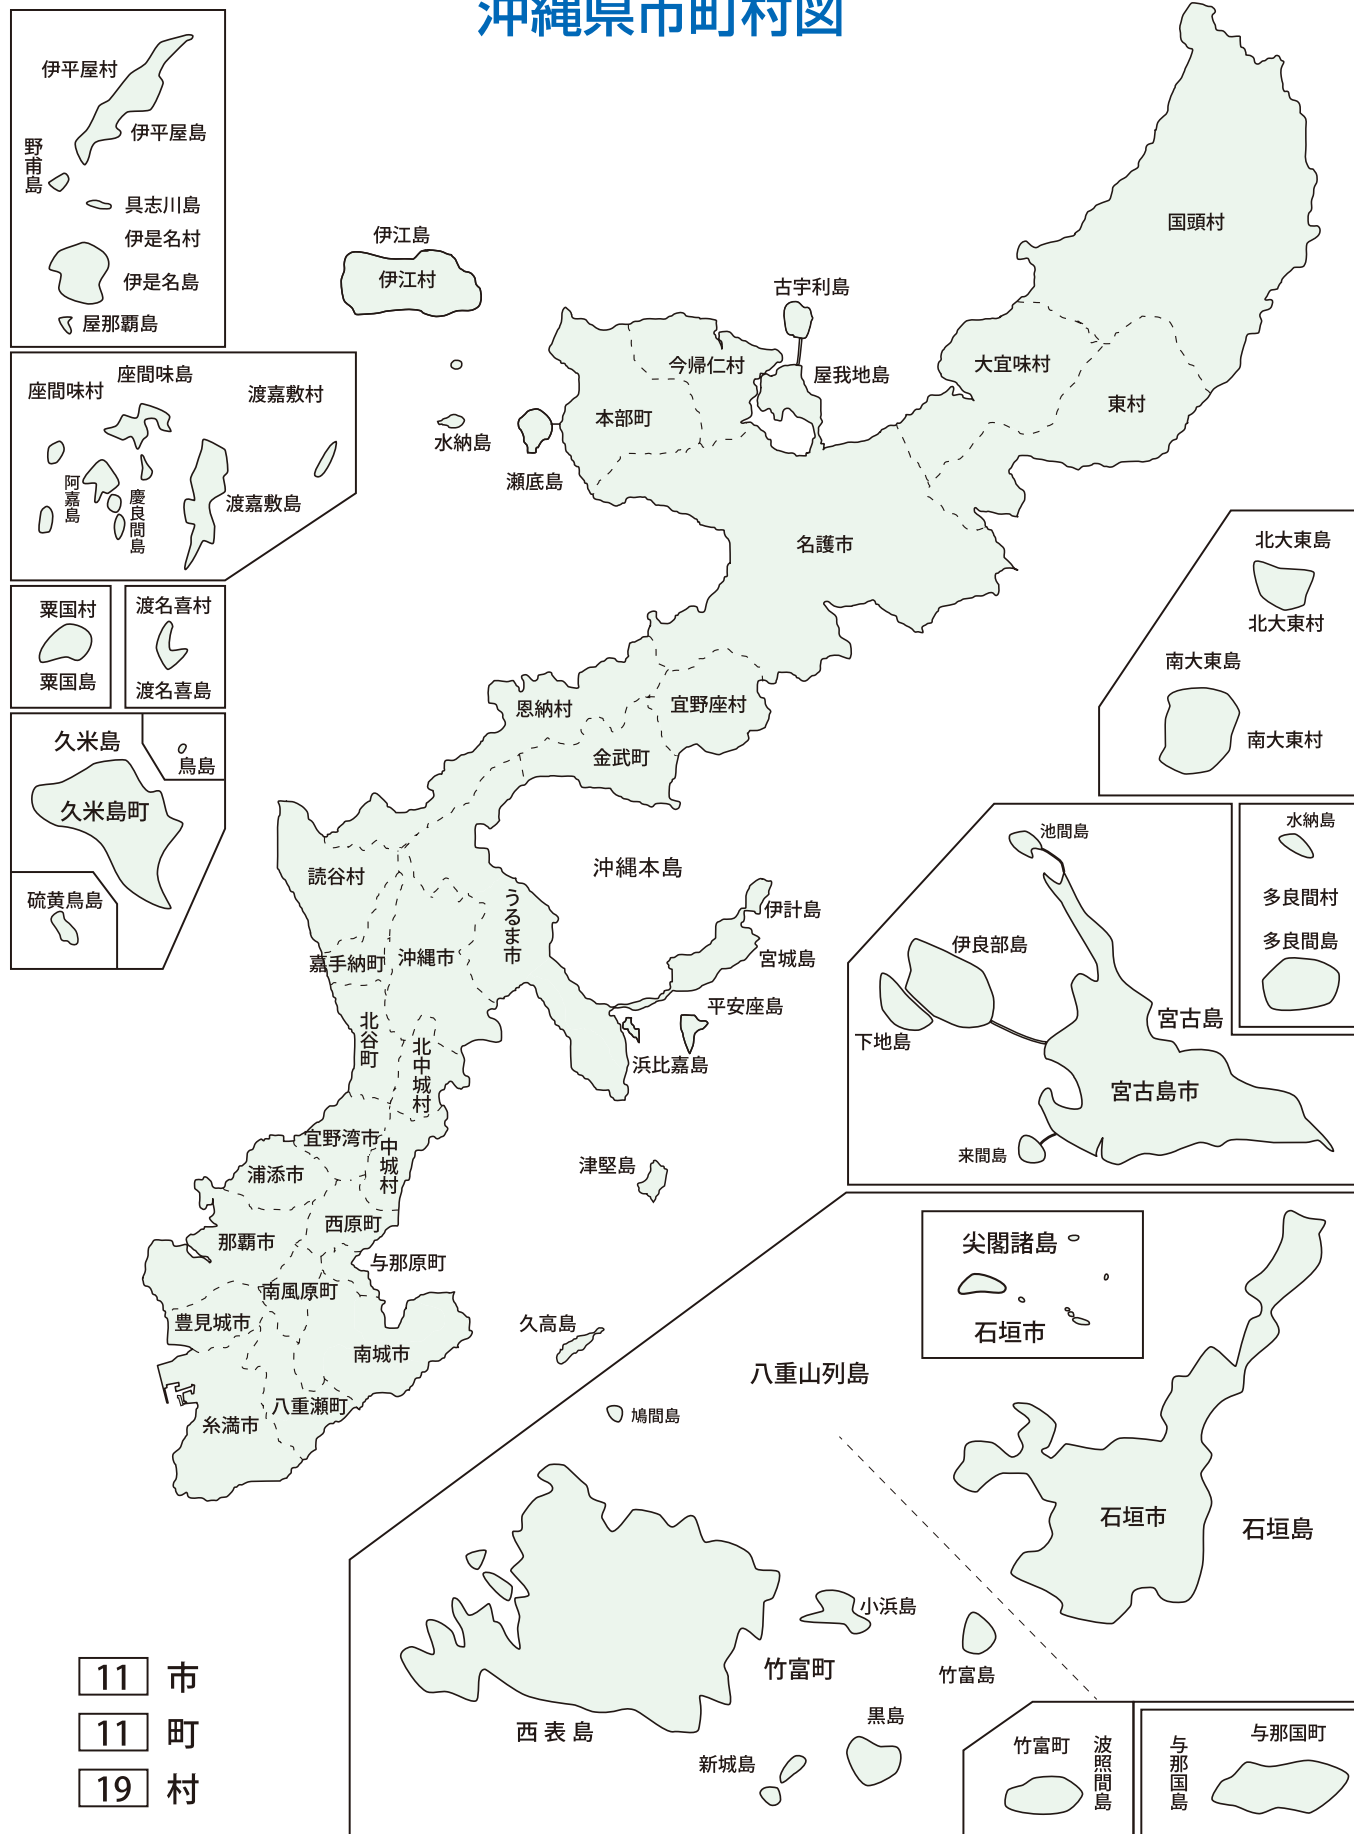 沖縄県市町村図
伊平屋村
伊平屋島
野甫島
具志川島
伊是名村
伊是名島
屋那覇島
座間味村
座間味島
渡嘉敷村
阿嘉島
慶良間島
渡嘉敷島
粟国村
粟国島
渡名喜村
渡名喜島
久米島
鳥島
久米島町
硫黄鳥島
伊江島
伊江村
水納島
瀬底島
古宇利島
今帰仁村
屋我地島
本部町
国頭村
大宜味村
東村
名護市
恩納村
宜野座村
金武町
沖縄本島
読谷村
うるま市
嘉手納町
沖縄市
北谷町
北中城村
伊計島
宮城島
平安座島
浜比嘉島
宜野湾市
中城村
浦添市
西原町
那覇市
与那原町
南風原町
豊見城市
南城市
八重瀬町
糸満市
津堅島
久高島
北大東島
北大東村
南大東島
南大東村
池間島
伊良部島
下地島
宮古島
宮古島市
来間島
水納島
多良間村
多良間島
尖閣諸島
石垣市
八重山列島
鳩間島
石垣市
石垣島
小浜島
竹富町
竹富島
西表島
黒島
新城島
竹富町
波照間島
与那国町
与那国島
11 市
11 町
19 村